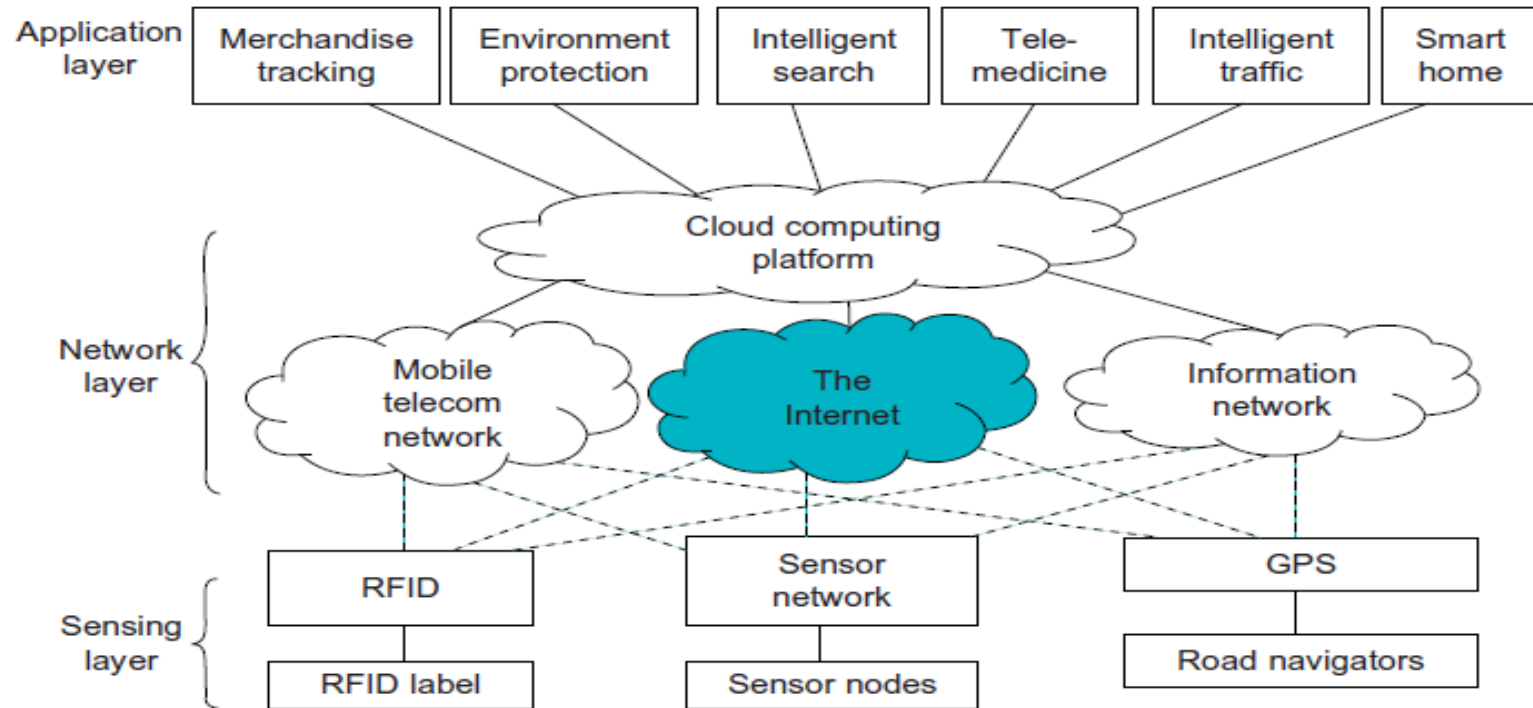 Application
layer
Merchandise
tracking
Environment
protection
Intelligent
search
Tele-
medicine
Intelligent
traffic
Smart
home
Cloud computing
platform
Network
layer
Mobile
telecom
network
The
Internet
Information
network
Sensing
layer
RFID
Sensor
network
GPS
RFID label
Sensor nodes
Road navigators